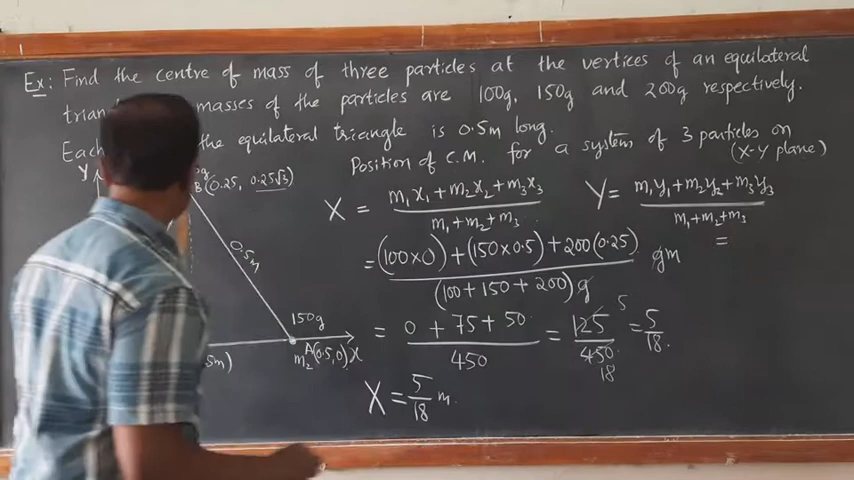 Ex: Find the centre of mass of three particles at the vertices of an equilateral
masses of the particles are 100g, 150g and 200g respectively.
the equilateral triangle is 0.5m long.
Position of C.M. for a system of 3 particles on
(X-Y plane)
Y
B (0.25, 0.25√3)
X = (m₁x₁ + m₂x₂ + m₃x₃)/(m₁ + m₂ + m₃)
Y = (m₁y₁ + m₂y₂ + m₃y₃)/(m₁ + m₂ + m₃)
0.5m
= ((100×0) + (150×0.5) + 200(0.25))/((100 + 150 + 200)g) gm
=
150g
m₂ A(0.5,0) X
5m)
= (0 + 75 + 50)/450 = 125/450 = 5/18.
5
18
X = 5/18 m.